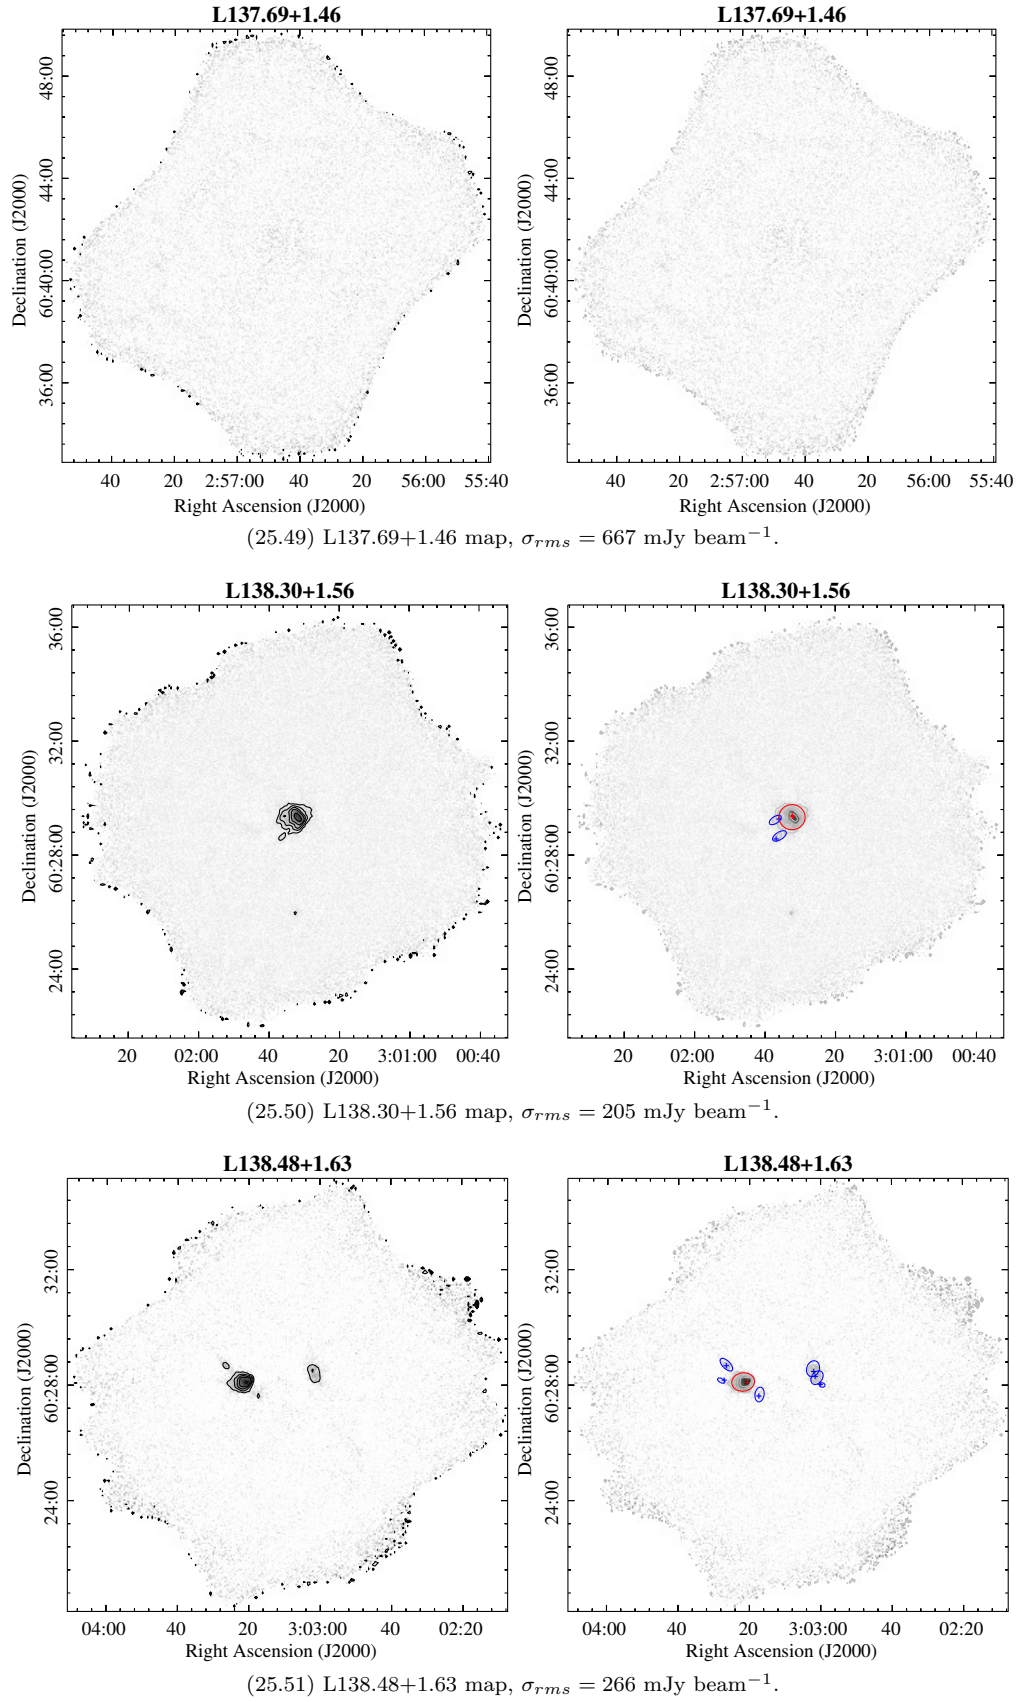 L137.69+1.46
L137.69+1.46
48:00
44:00
60:40:00
36:00
Declination (J2000)
40 20 2:57:00 40 20 56:00 55:40
Right Ascension (J2000)
48:00
44:00
60:40:00
36:00
Declination (J2000)
40 20 2:57:00 40 20 56:00 55:40
Right Ascension (J2000)
(25.49) L137.69+1.46 map, σrms = 667 mJy beam−1.
L138.30+1.56
L138.30+1.56
36:00
32:00
60:28:00
24:00
Declination (J2000)
20 02:00 40 20 3:01:00 00:40
Right Ascension (J2000)
36:00
32:00
60:28:00
24:00
Declination (J2000)
20 02:00 40 20 3:01:00 00:40
Right Ascension (J2000)
(25.50) L138.30+1.56 map, σrms = 205 mJy beam−1.
L138.48+1.63
L138.48+1.63
32:00
60:28:00
24:00
Declination (J2000)
04:00 40 20 3:03:00 40 02:20
Right Ascension (J2000)
32:00
60:28:00
24:00
Declination (J2000)
04:00 40 20 3:03:00 40 02:20
Right Ascension (J2000)
(25.51) L138.48+1.63 map, σrms = 266 mJy beam−1.